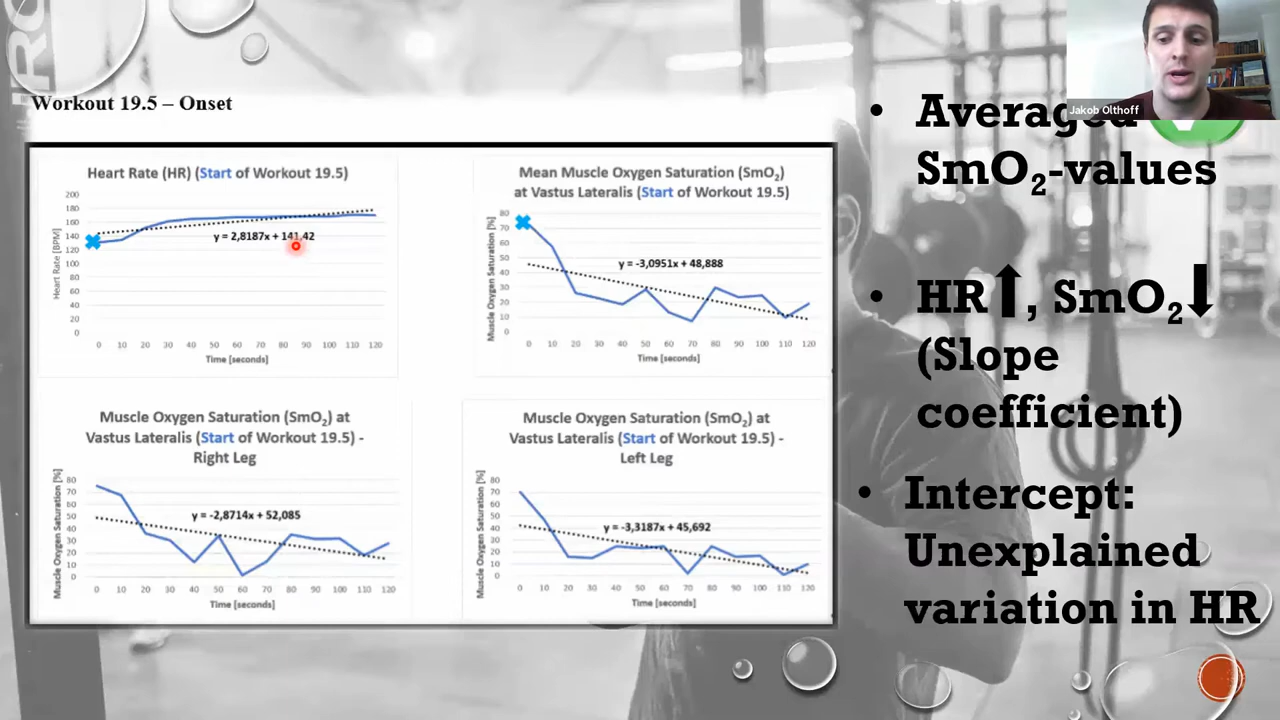 Workout 19.5 – Onset
Heart Rate (HR) (Start of Workout 19.5)
Heart Rate [BPM]
200
180
160
140
120
100
80
60
40
20
0
y = 2,8187x + 141,42
0 10 20 30 40 50 60 70 80 90 100 110 120
Time [seconds]
Mean Muscle Oxygen Saturation (SmO₂)
at Vastus Lateralis (Start of Workout 19.5)
Muscle Oxygen Saturation [%]
80
70
60
50
40
30
20
10
0
y = -3,0951x + 48,888
0 10 20 30 40 50 60 70 80 90 100 110 120
Time [seconds]
Muscle Oxygen Saturation (SmO₂) at
Vastus Lateralis (Start of Workout 19.5) -
Right Leg
Muscle Oxygen Saturation [%]
80
70
60
50
40
30
20
10
0
y = -2,8714x + 52,085
0 10 20 30 40 50 60 70 80 90 100 110 120
Time [seconds]
Muscle Oxygen Saturation (SmO₂) at
Vastus Lateralis (Start of Workout 19.5) -
Left Leg
Muscle Oxygen Saturation [%]
80
70
60
50
40
30
20
10
0
y = -3,3187x + 45,692
0 10 20 30 40 50 60 70 80 90 100 110 120
Time [seconds]
• Averaged
SmO₂-values
• HR⬆, SmO₂⬇
(Slope
coefficient)
• Intercept:
Unexplained
variation in HR
Jakob Olthoff